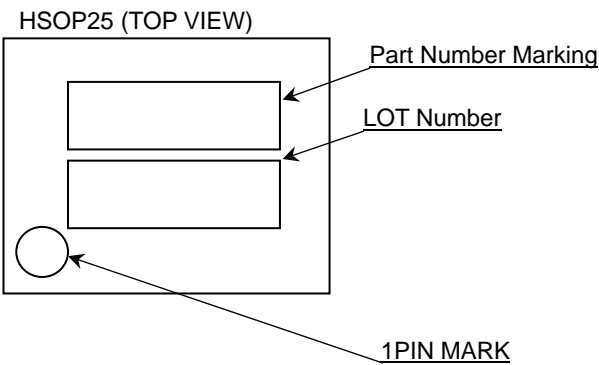 HSOP25 (TOP VIEW)
Part Number Marking
LOT Number
1PIN MARK